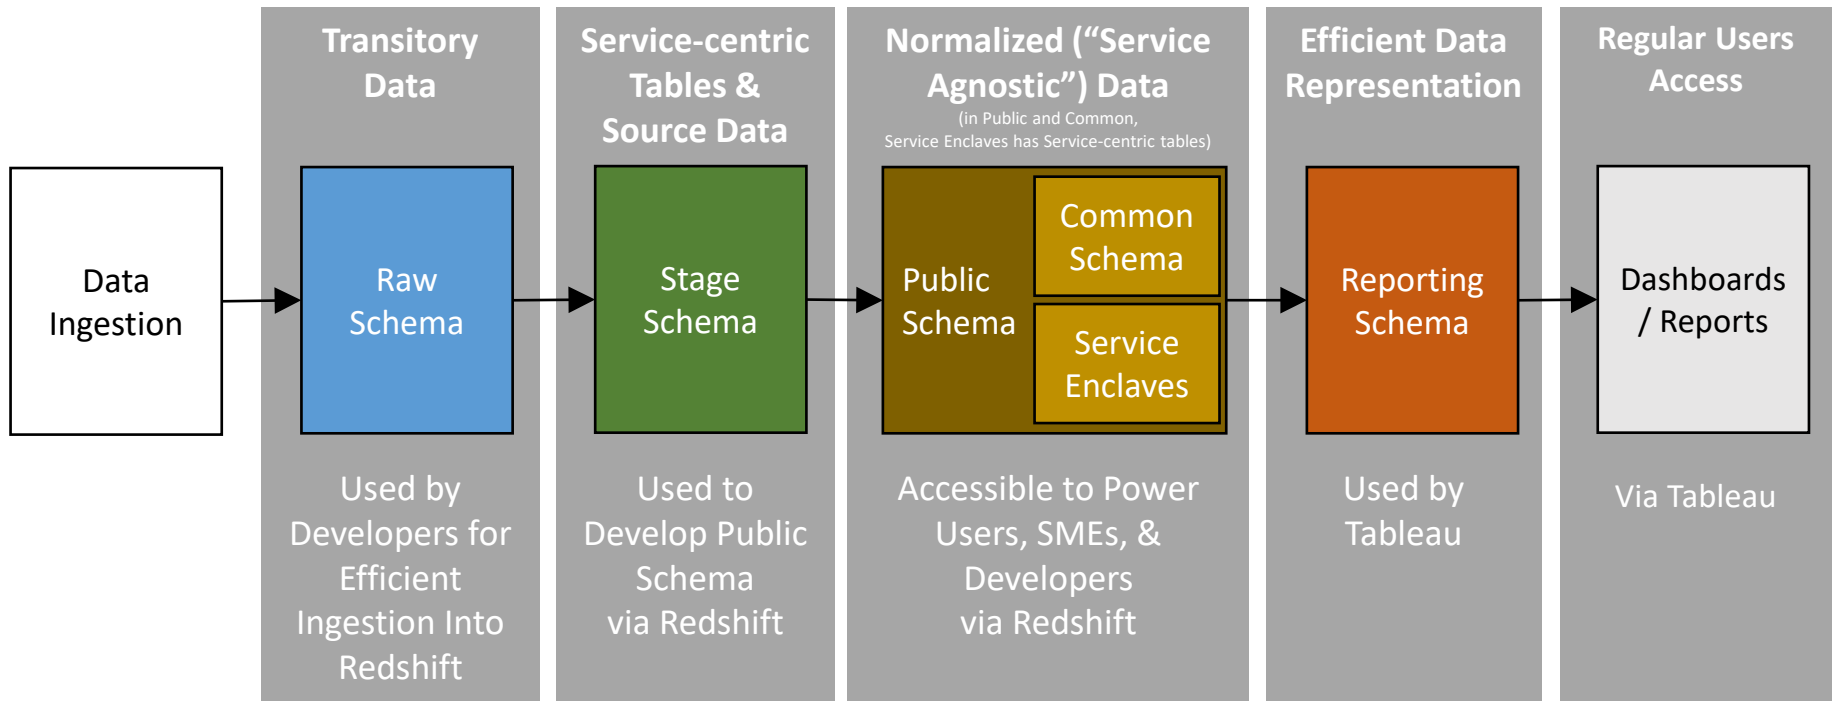 Transitory
Data
Service-centric
Tables &
Source Data
Normalized (“Service
Agnostic”) Data
(in Public and Common,
Service Enclaves has Service-centric tables)
Efficient Data
Representation
Regular Users
Access
Data
Ingestion
Raw
Schema
Stage
Schema
Public
Schema
Common
Schema
Service
Enclaves
Reporting
Schema
Dashboards
/ Reports
Used by
Developers for
Efficient
Ingestion Into
Redshift
Used to
Develop Public
Schema
via Redshift
Accessible to Power
Users, SMEs, &
Developers
via Redshift
Used by
Tableau
Via Tableau